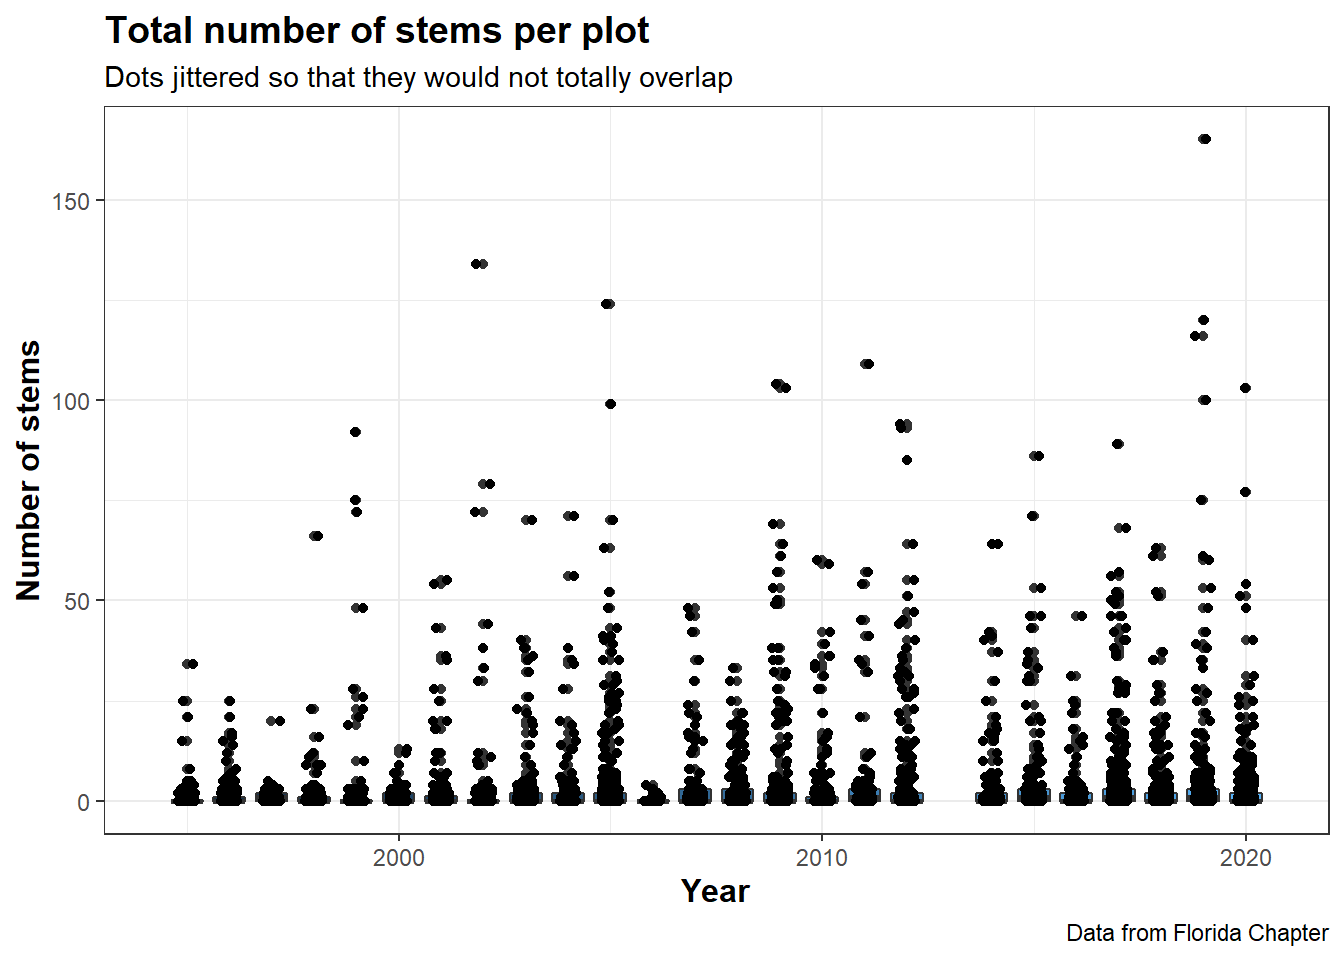 Total number of stems per plot
Dots jittered so that they would not totally overlap
150
100
50
0
Number of stems
2000 2010 2020
Year
Data from Florida Chapter